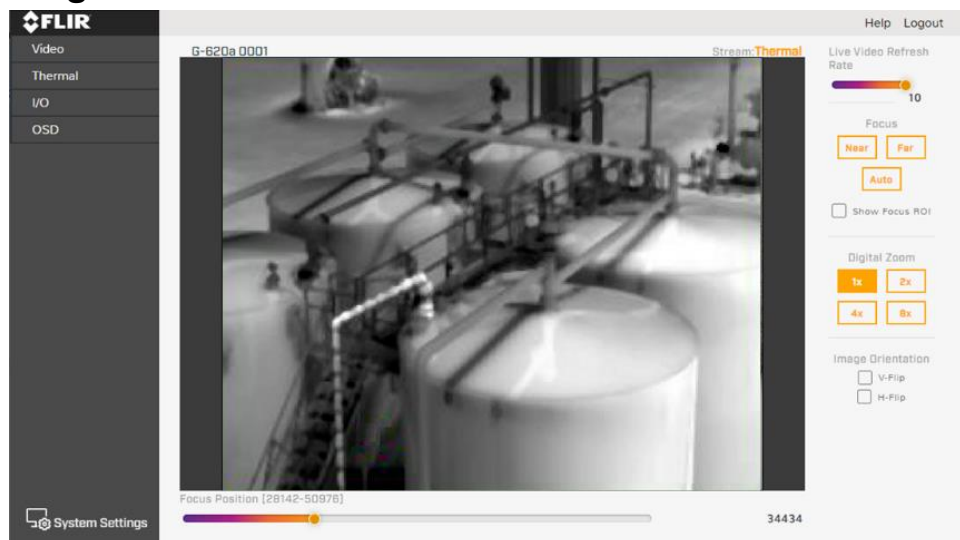 FLIR
Help Logout
Video
Thermal
I/O
OSD
G-620a 0001
Stream:Thermal
Live Video Refresh
Rate
10
Focus
Near Far
Auto
Show Focus ROI
Digital Zoom
1x 2x
4x 8x
Image Orientation
V-Flip
H-Flip
Focus Position [28142-50976]
34434
System Settings